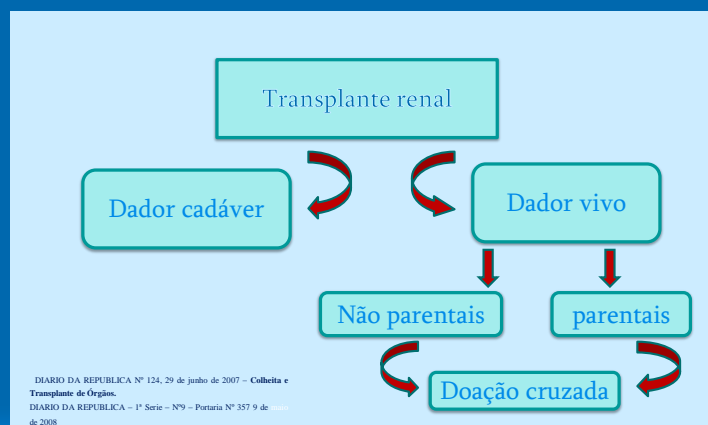 Transplante renal
Dador cadáver
Dador vivo
Não parentais
parentais
Doação cruzada
DIARIO DA REPUBLICA Nº 124, 29 de junho de 2007 – Colheita e
Transplante de Órgãos.
DIARIO DA REPUBLICA – 1ª Serie – Nº9 – Portaria Nº 357 9 de
de 2008